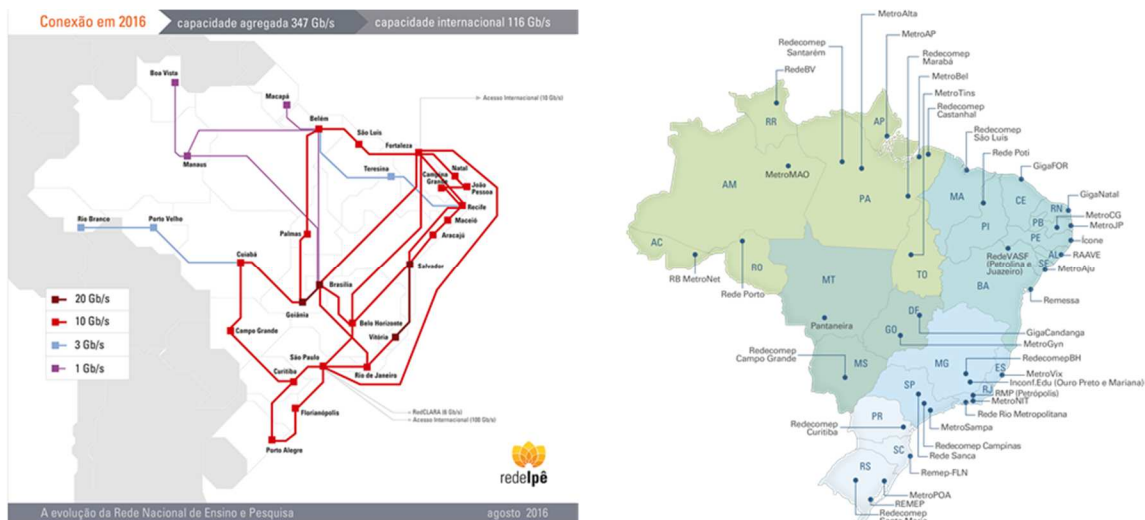 Conexão em 2016
capacidade agregada 347 Gb/s
capacidade internacional 116 Gb/s
Boa Vista
Macapá
Acesso Internacional (10 Gb/s)
Belém
São Luís
Fortaleza
Manaus
Teresina
Natal
Campina
Grande
João
Pessoa
Recife
Rio Branco
Porto Velho
Maceió
Palmas
Aracajú
Cuiabá
Salvador
Brasília
Goiânia
20 Gb/s
10 Gb/s
3 Gb/s
1 Gb/s
Campo Grande
Belo Horizonte
Vitória
São Paulo
Curitiba
Rio de Janeiro
Florianópolis
RedCLARA (6 Gb/s)
Acesso Internacional (100 Gb/s)
Porto Alegre
redeIpê
A evolução da Rede Nacional de Ensino e Pesquisa
agosto 2016
MetroAlta
MetroAP
Redecomep
Santarém
Redecomep
Marabá
RedeBV
MetroBel
MetroTins
Redecomep
Castanhal
RR
AP
Redecomep
São Luís
Rede Poti
MetroMAO
GigaFOR
AM
PA
MA
CE
GigaNatal
RN
PI
PB
MetroCG
MetroJP
PE
AC
Ícone
AL
RAAVE
RedeVASF
(Petrolina e
Juazeiro)
SE
MetroAju
RB MetroNet
RO
TO
MT
BA
Rede Porto
Remessa
Pantaneira
DF
GO
GigaCandanga
MetroGyn
Redecomep
Campo Grande
MS
MG
RedecomepBH
ES
MetroVix
Inconf.Edu (Ouro Preto e Mariana)
SP
RJ
RMP (Petrópolis)
MetroNIT
Rede Rio Metropolitana
PR
Redecomep
Curitiba
MetroSampa
Redecomep Campinas
Rede Sanca
SC
Remep-FLN
RS
MetroPOA
REMEP
Redecomep